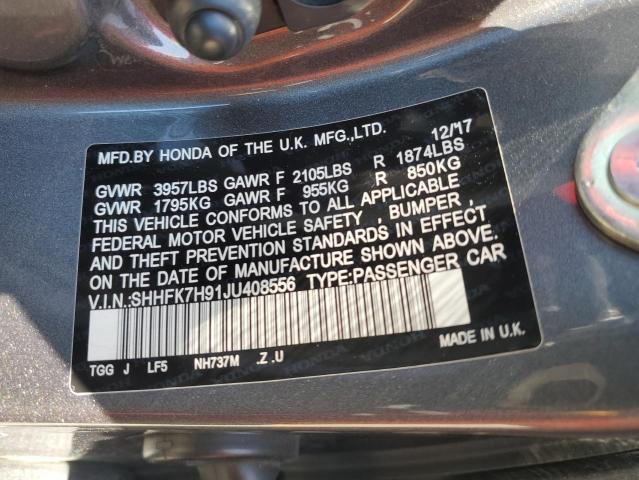 MFD.BY HONDA OF THE U.K. MFG.,LTD. 12/17
GVWR 3957LBS GAWR F 2105LBS R 1874LBS
GVWR 1795KG GAWR F 955KG R 850KG
THIS VEHICLE CONFORMS TO ALL APPLICABLE
FEDERAL MOTOR VEHICLE SAFETY , BUMPER ,
AND THEFT PREVENTION STANDARDS IN EFFECT
ON THE DATE OF MANUFACTURE SHOWN ABOVE.
V.I.N.:SHHFK7H91JU408556 TYPE:PASSENGER CAR
MADE IN U.K.
TGG J LF5 NH737M .Z .U